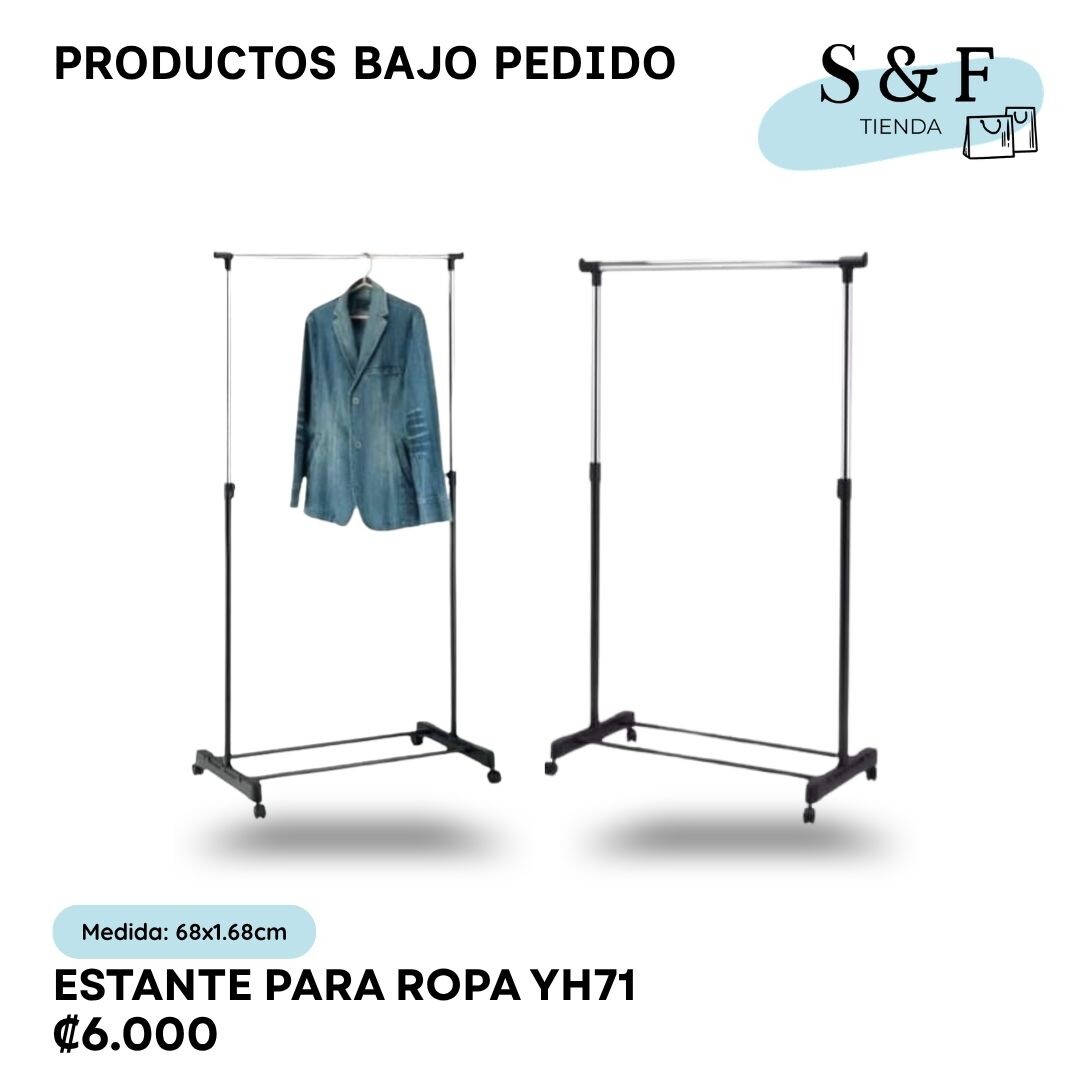 PRODUCTOS BAJO PEDIDO
S & F
TIENDA
Medida: 68x1.68cm
ESTANTE PARA ROPA YH71
₡6.000